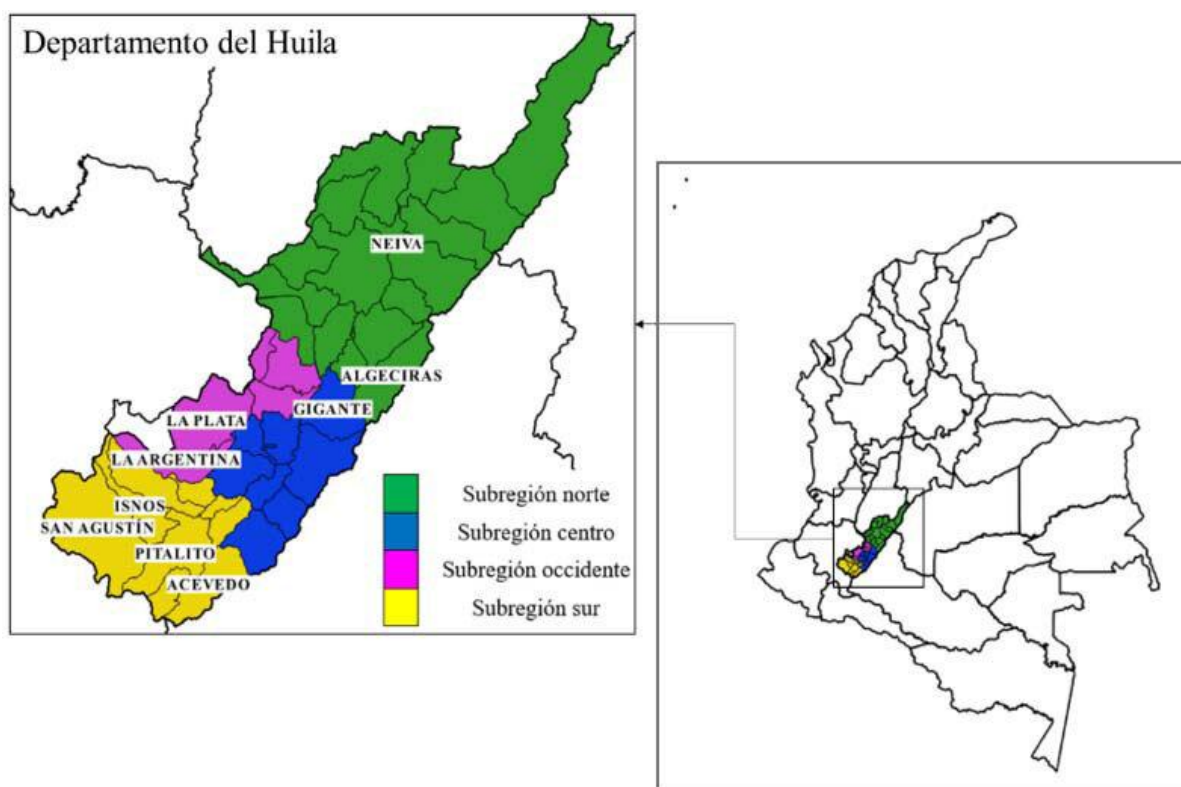 Departamento del Huila
NEIVA
ALGECIRAS
GIGANTE
LA PLATA
LA ARGENTINA
ISNOS
SAN AGUSTÍN
PITALITO
ACEVEDO
Subregión norte
Subregión centro
Subregión occidente
Subregión sur